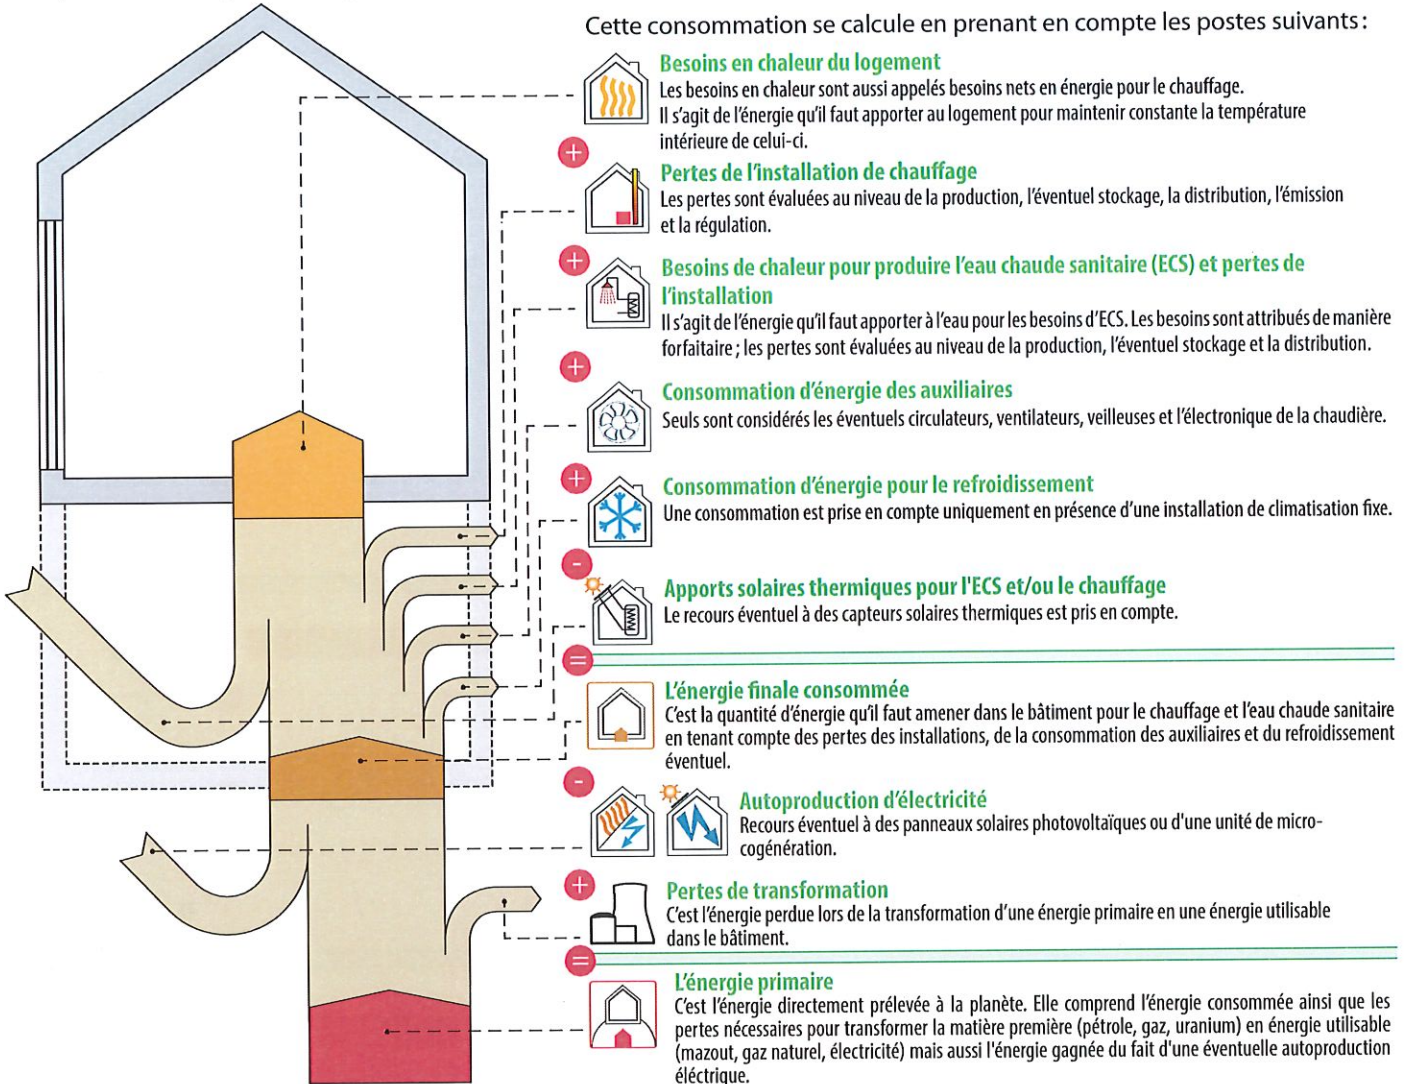 Cette consommation se calcule en prenant en compte les postes suivants :
Besoins en chaleur du logement
Les besoins en chaleur sont aussi appelés besoins nets en énergie pour le chauffage.
Il s'agit de l'énergie qu'il faut apporter au logement pour maintenir constante la température
intérieure de celui-ci.
+
Pertes de l'installation de chauffage
Les pertes sont évaluées au niveau de la production, l'éventuel stockage, la distribution, l'émission
et la régulation.
+
Besoins de chaleur pour produire l'eau chaude sanitaire (ECS) et pertes de
l'installation
Il s'agit de l'énergie qu'il faut apporter à l'eau pour les besoins d'ECS. Les besoins sont attribués de manière
forfaitaire ; les pertes sont évaluées au niveau de la production, l'éventuel stockage et la distribution.
+
Consommation d'énergie des auxiliaires
Seuls sont considérés les éventuels circulateurs, ventilateurs, veilleuses et l'électronique de la chaudière.
+
Consommation d'énergie pour le refroidissement
Une consommation est prise en compte uniquement en présence d'une installation de climatisation fixe.
-
Apports solaires thermiques pour l'ECS et/ou le chauffage
Le recours éventuel à des capteurs solaires thermiques est pris en compte.
=
L'énergie finale consommée
C'est la quantité d'énergie qu'il faut amener dans le bâtiment pour le chauffage et l'eau chaude sanitaire
en tenant compte des pertes des installations, de la consommation des auxiliaires et du refroidissement
éventuel.
-
Autoproduction d'électricité
Recours éventuel à des panneaux solaires photovoltaïques ou d'une unité de micro-
cogénération.
+
Pertes de transformation
C'est l'énergie perdue lors de la transformation d'une énergie primaire en une énergie utilisable
dans le bâtiment.
=
L'énergie primaire
C'est l'énergie directement prélevée à la planète. Elle comprend l'énergie consommée ainsi que les
pertes nécessaires pour transformer la matière première (pétrole, gaz, uranium) en énergie utilisable
(mazout, gaz naturel, électricité) mais aussi l'énergie gagnée du fait d'une éventuelle autoproduction
éléctrique.